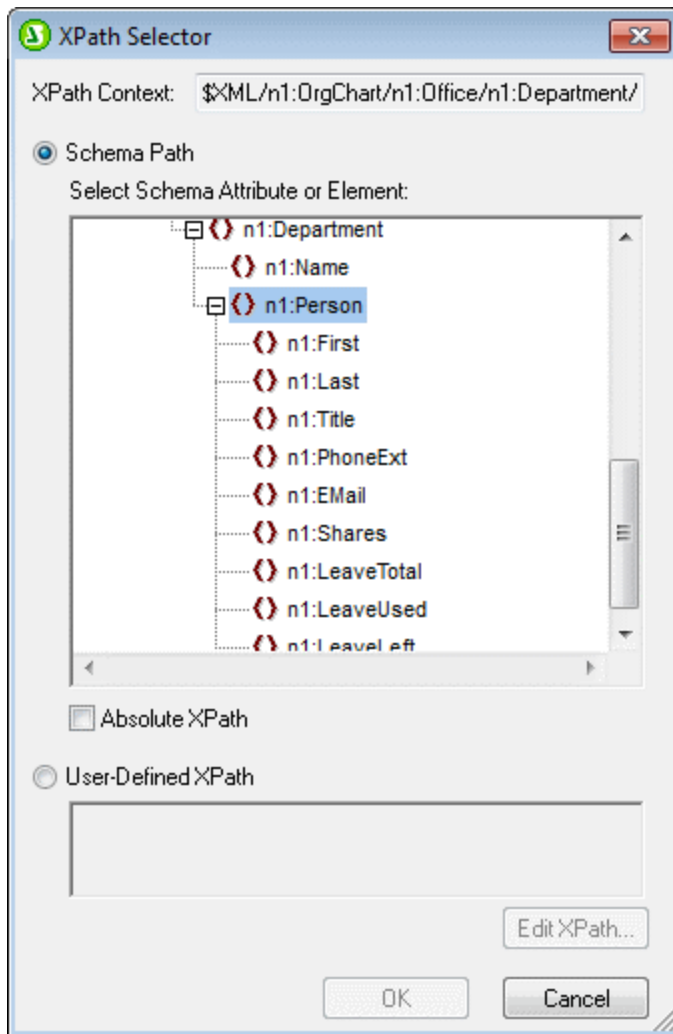 XPath Selector
XPath Context: $XML/n1:OrgChart/n1:Office/n1:Department/
Schema Path
Select Schema Attribute or Element:
n1:Department
n1:Name
n1:Person
n1:First
n1:Last
n1:Title
n1:PhoneExt
n1:EMail
n1:Shares
n1:LeaveTotal
n1:LeaveUsed
n1:LeaveLeft
Absolute XPath
User-Defined XPath
Edit XPath...
OK Cancel